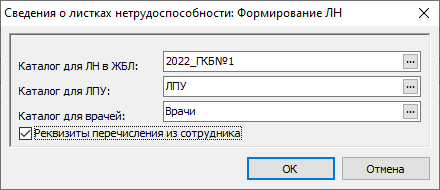 Сведения о листках нетрудоспособности: Формирование ЛН
Каталог для ЛН в ЖБЛ: 2022_ГКБ№1 ...
Каталог для ЛПУ: ЛПУ ...
Каталог для врачей: Врачи ...
Реквизиты перечисления из сотрудника
ОК Отмена